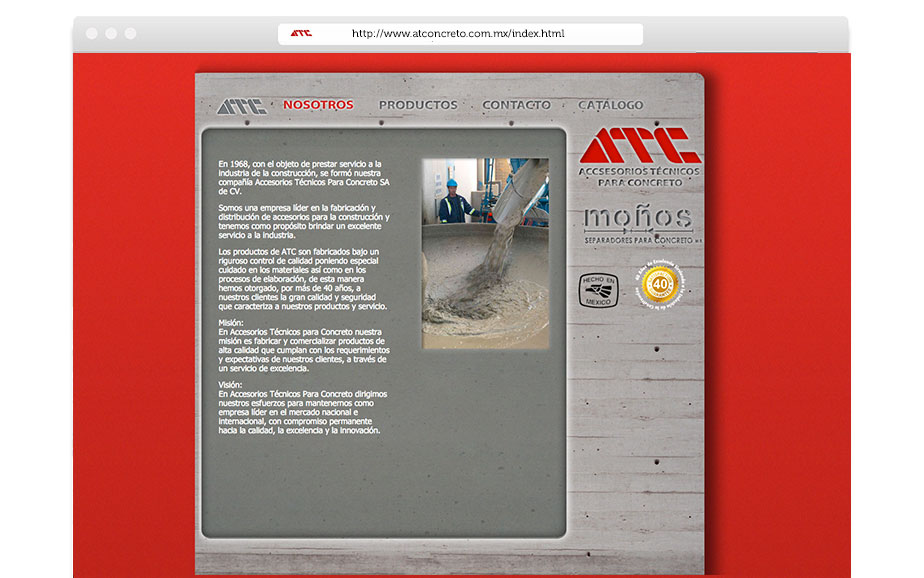 ATC
http://www.atconcreto.com.mx/index.html
ATC
NOSOTROS
PRODUCTOS
CONTACTO
CATÁLOGO
En 1968, con el objeto de prestar servicio a la
industria de la construcción, se formó nuestra
compañía Accesorios Técnicos Para Concreto SA
de CV.
Somos una empresa líder en la fabricación y
distribución de accesorios para la construcción y
tenemos como propósito brindar un excelente
servicio a la industria.
Los productos de ATC son fabricados bajo un
riguroso control de calidad poniendo especial
cuidado en los materiales así como en los
procesos de elaboración, de esta manera
hemos otorgado, por más de 40 años, a
nuestros clientes la gran calidad y seguridad
que caracteriza a nuestros productos y servicio.
Misión:
En Accesorios Técnicos para Concreto nuestra
misión es fabricar y comercializar productos de
alta calidad que cumplan con los requerimientos
y expectativas de nuestros clientes, a través de
un servicio de excelencia.
Visión:
En Accesorios Técnicos Para Concreto dirigimos
nuestros esfuerzos para mantenernos como
empresa líder en el mercado nacional e
internacional, con compromiso permanente
hacia la calidad, la excelencia y la innovación.
ATC
ACCSESORIOS TÉCNICOS
PARA CONCRETO
moños
SEPARADORES PARA CONCRETO
HECHO EN
MEXICO
40